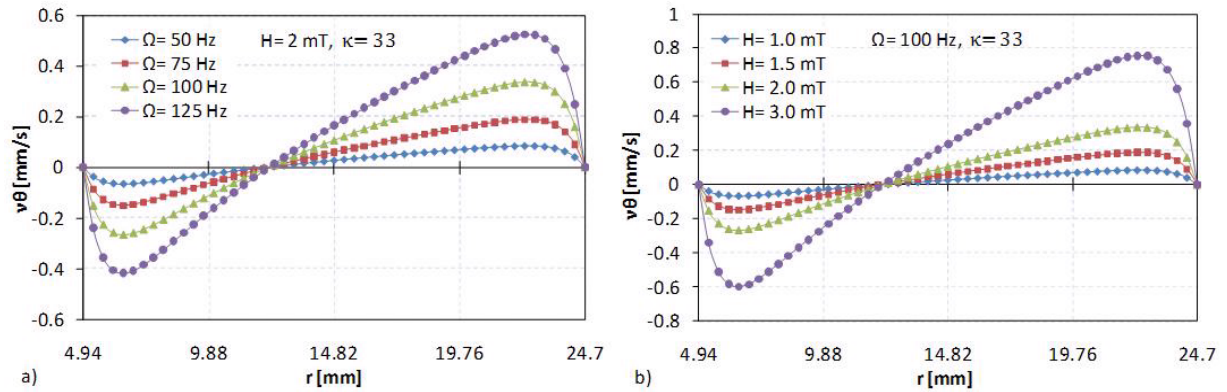 0.6
0.4
0.2
0
-0.2
-0.4
-0.6
νθ [mm/s]
Ω= 50 Hz
Ω= 75 Hz
Ω= 100 Hz
Ω= 125 Hz
H= 2 mT, κ= 33
4.94
9.88
14.82
19.76
24.7
r [mm]
a)
1
0.8
0.6
0.4
0.2
0
-0.2
-0.4
-0.6
-0.8
νθ[mm/s]
H= 1.0 mT
H= 1.5 mT
H= 2.0 mT
H= 3.0 mT
Ω= 100 Hz, κ= 33
4.94
9.88
14.82
19.76
24.7
r [mm]
b)